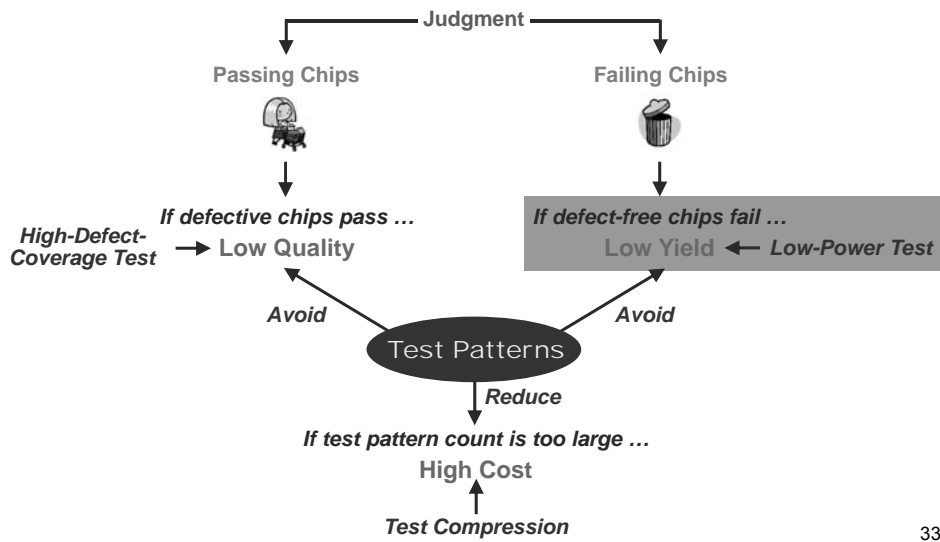 Judgment
Passing Chips
Failing Chips
If defective chips pass …
High-Defect-
Coverage Test
Low Quality
If defect-free chips fail …
Low Yield
Low-Power Test
Avoid
Avoid
Test Patterns
Reduce
If test pattern count is too large …
High Cost
Test Compression
33